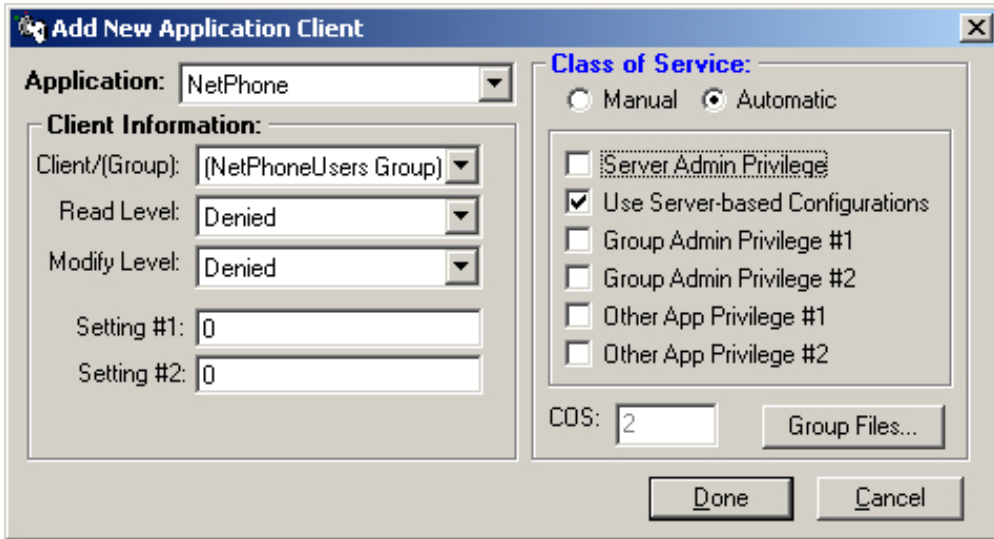 Add New Application Client
Application: NetPhone
Client Information:
Client/(Group): (NetPhoneUsers Group)
Read Level: Denied
Modify Level: Denied
Setting #1: 0
Setting #2: 0
Class of Service:
Manual Automatic
Server Admin Privilege
Use Server-based Configurations
Group Admin Privilege #1
Group Admin Privilege #2
Other App Privilege #1
Other App Privilege #2
COS: 2 Group Files...
Done Cancel